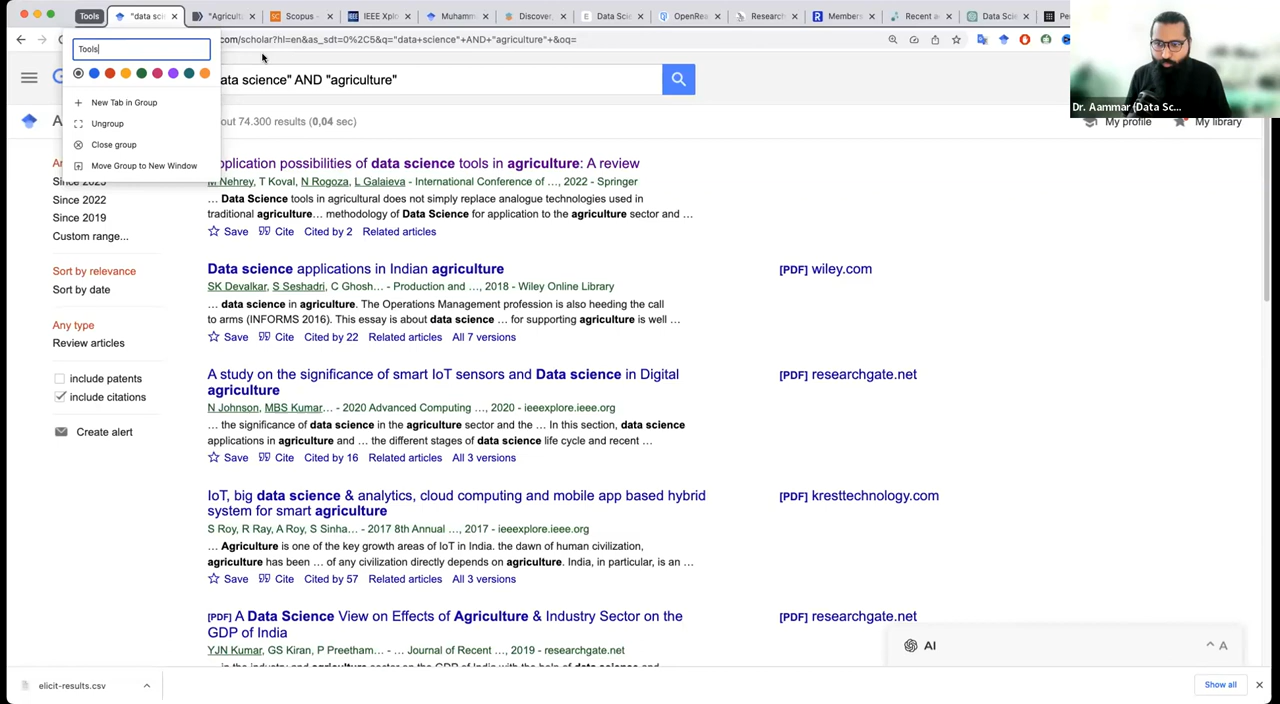 Tools
"data sci
"Agricult
Scopus -
IEEE Xplo
Muhamm
Discover,
Data Scie
OpenRea
Research
Members
Recent a
Data Scie
Per
com/scholar?hl=en&as_sdt=0%2C5&q="data+science"+AND+"agriculture"+&oq=
Tools
New Tab in Group
Ungroup
Close group
Move Group to New Window
ata science" AND "agriculture"
Dr. Aammar (Data Sc...
A
out 74.300 results (0,04 sec)
My profile
My library
An
Since 2023
Since 2022
Since 2019
Custom range...
Sort by relevance
Sort by date
Any type
Review articles
include patents
include citations
Create alert
pplication possibilities of data science tools in agriculture: A review
M Nehrey, T Koval, N Rogoza, L Galaieva - International Conference of …, 2022 - Springer
… Data Science tools in agricultural does not simply replace analogue technologies used in
traditional agriculture… methodology of Data Science for application to the agriculture sector and …
Save Cite Cited by 2 Related articles
Data science applications in Indian agriculture
[PDF] wiley.com
SK Devalkar, S Seshadri, C Ghosh… - Production and …, 2018 - Wiley Online Library
… data science in agriculture. The Operations Management profession is also heeding the call
to arms (INFORMS 2016). This essay is about data science … for supporting agriculture is well …
Save Cite Cited by 22 Related articles All 7 versions
A study on the significance of smart IoT sensors and Data science in Digital
agriculture
[PDF] researchgate.net
N Johnson, MBS Kumar… - 2020 Advanced Computing …, 2020 - ieeexplore.ieee.org
… the significance of data science in the agriculture sector and the … In this section, data science
applications in agriculture and … the different stages of data science life cycle and recent …
Save Cite Cited by 16 Related articles All 3 versions
IoT, big data science & analytics, cloud computing and mobile app based hybrid
system for smart agriculture
[PDF] kresttechnology.com
S Roy, R Ray, A Roy, S Sinha… - 2017 8th Annual …, 2017 - ieeexplore.ieee.org
… Agriculture is one of the key growth areas of IoT in India. the dawn of human civilization,
agriculture has been … of any civilization directly depends on agriculture. India, in particular, is an …
Save Cite Cited by 57 Related articles All 3 versions
[PDF] A Data Science View on Effects of Agriculture & Industry Sector on the
GDP of India
[PDF] researchgate.net
YJN Kumar, GS Kiran, P Preetham… - Journal of Recent …, 2019 - researchgate.net
AI
A
elicit-results.csv
Show all